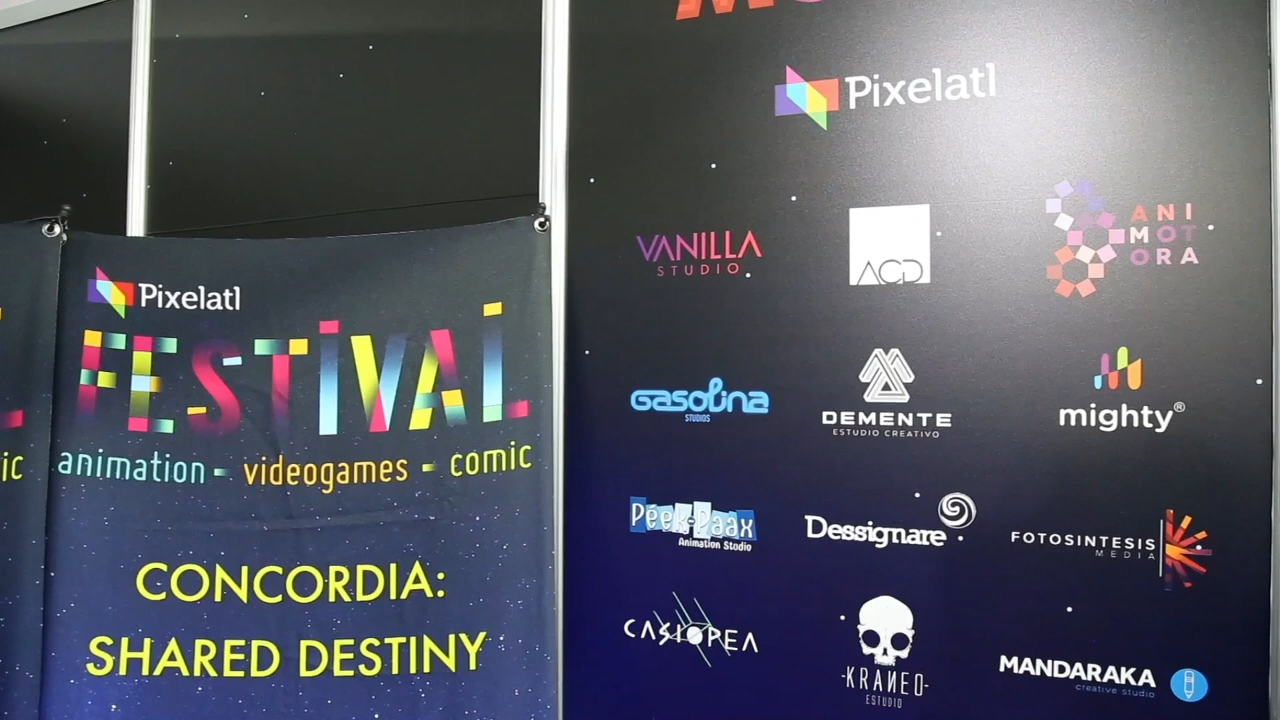 Pixelatl
FESTiVAL
animation - videogames - comic
CONCORDIA:
SHARED DESTINY
ic
Pixelatl
VANILLA
STUDIO
ACD
ANI
MOT
ORA
Gasolina
STUDIOS
DEMENTE
ESTUDIO CREATIVO
mighty®
Peek-Paax
Animation Studio
Dessignare
FOTOSINTESIS
MEDIA
CASIOPEA
-KRANEO-
ESTUDIO
MANDARAKA
creative studio